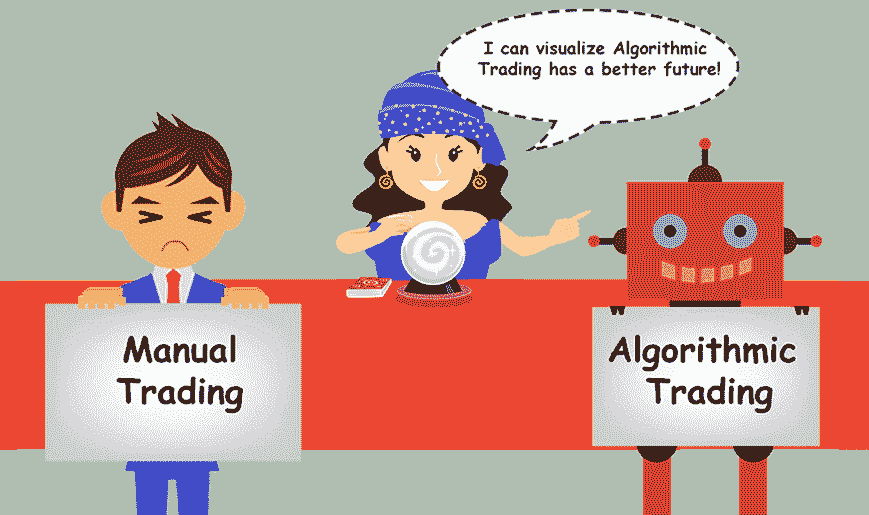 I can visualize Algorithmic
Trading has a better future!
Manual
Trading
Algorithmic
Trading